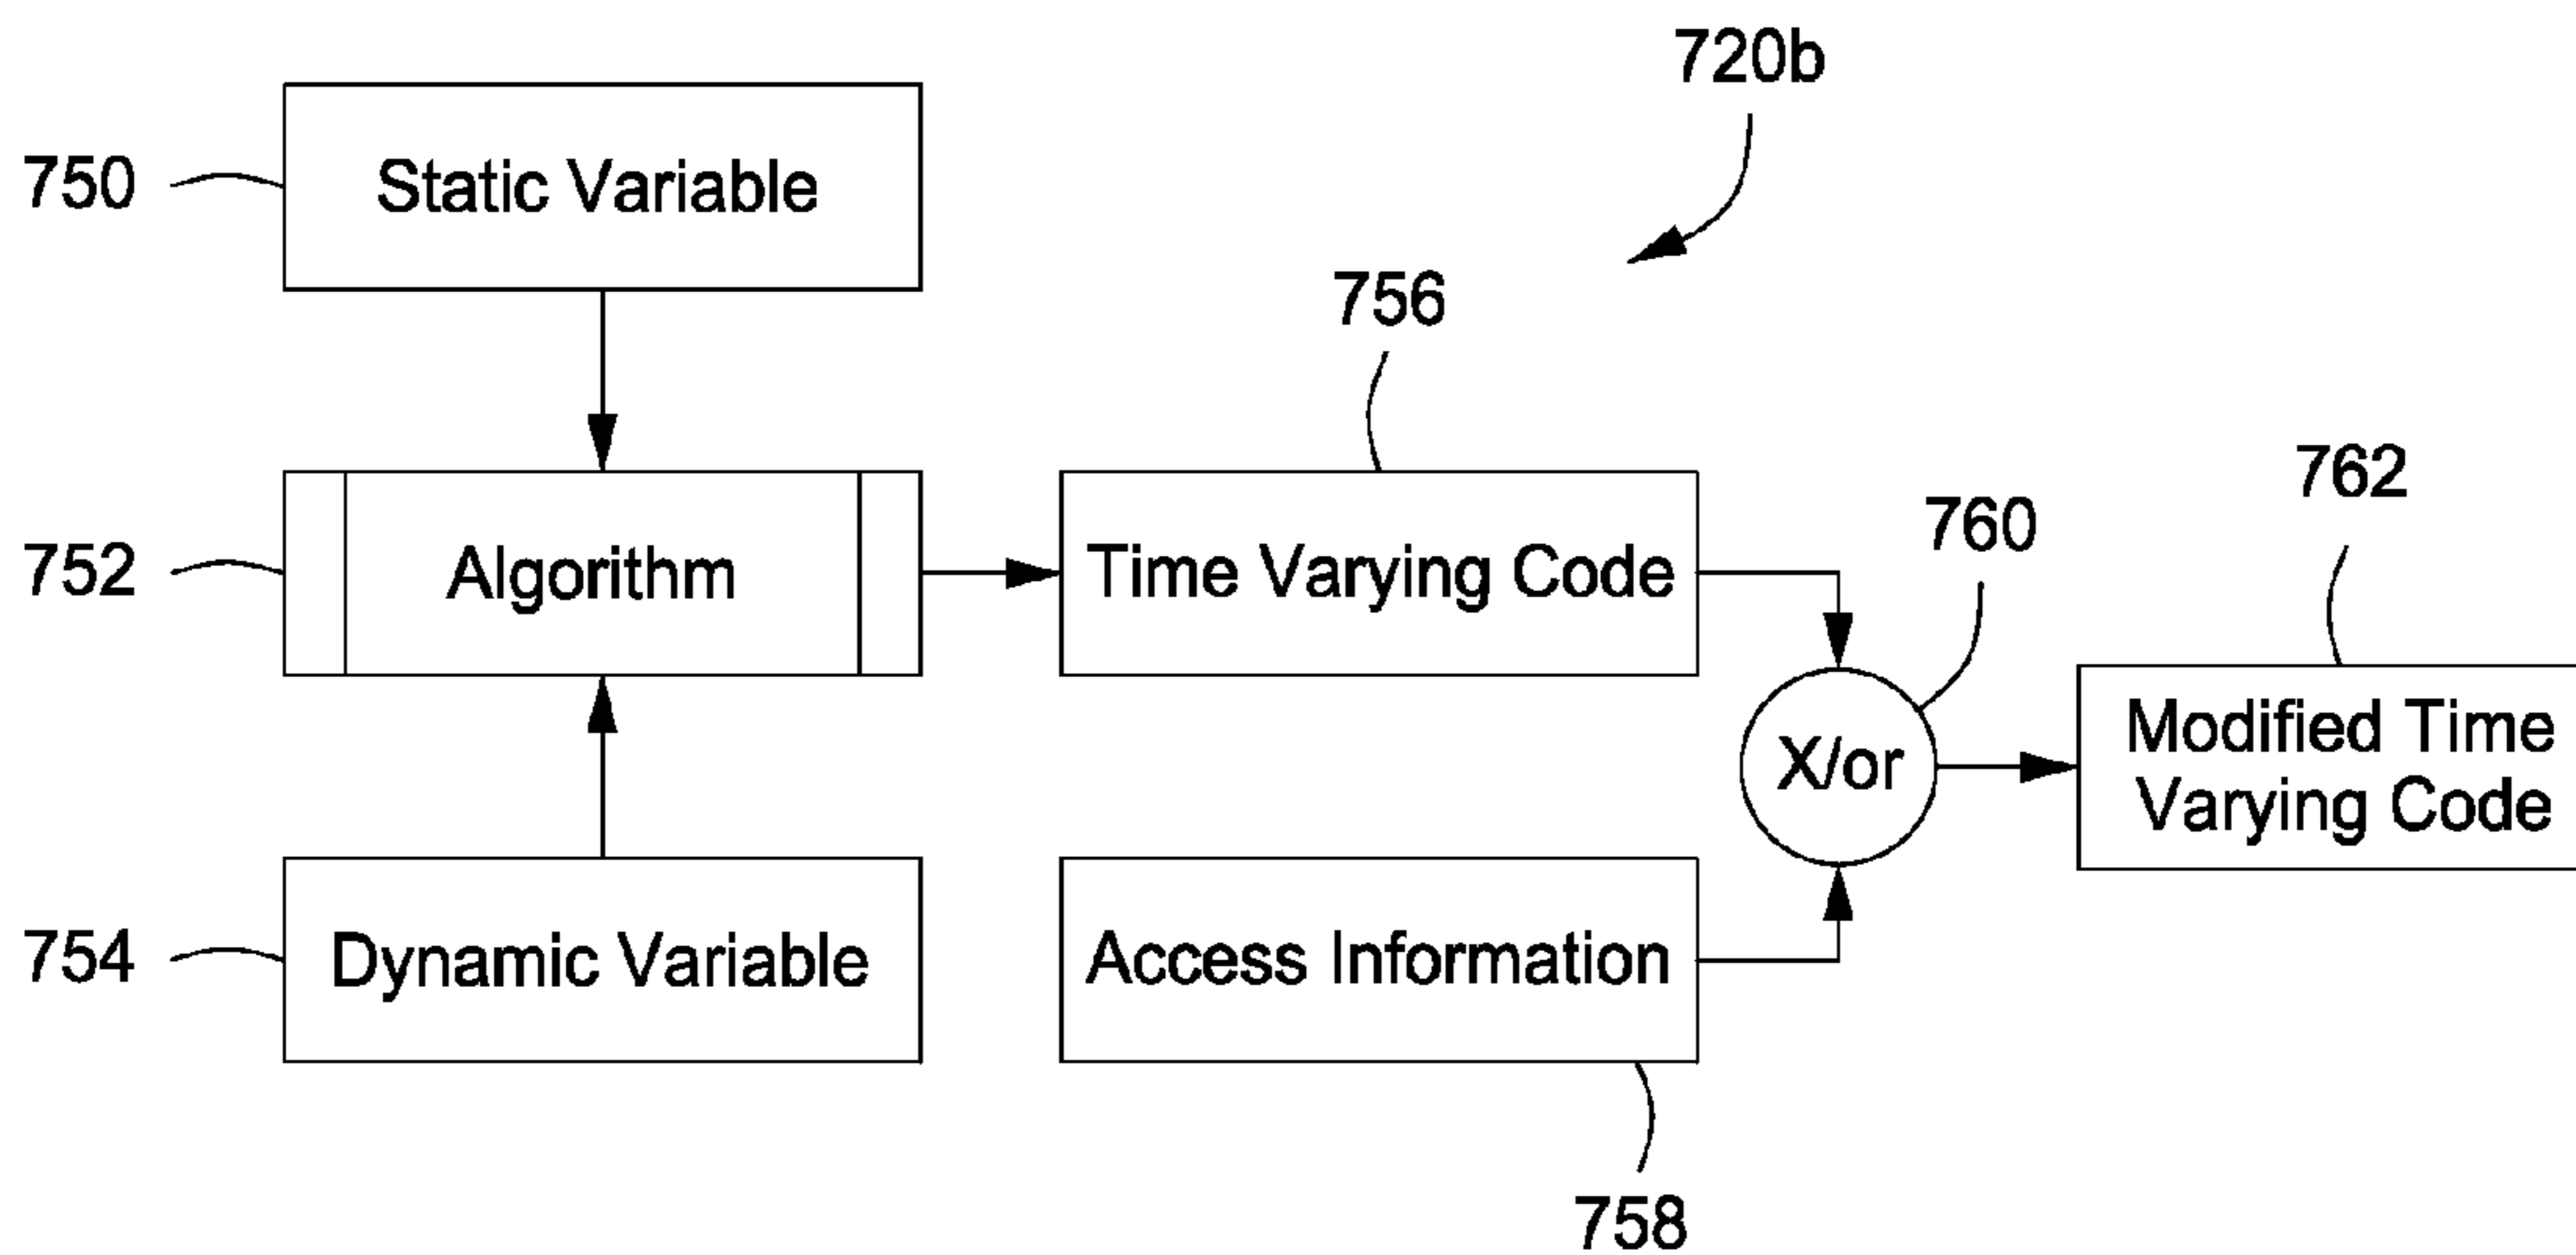 720b
750
Static Variable
756
762
760
752
Algorithm
Time Varying Code
X/or
Modified Time
Varying Code
754
Dynamic Variable
Access Information
758